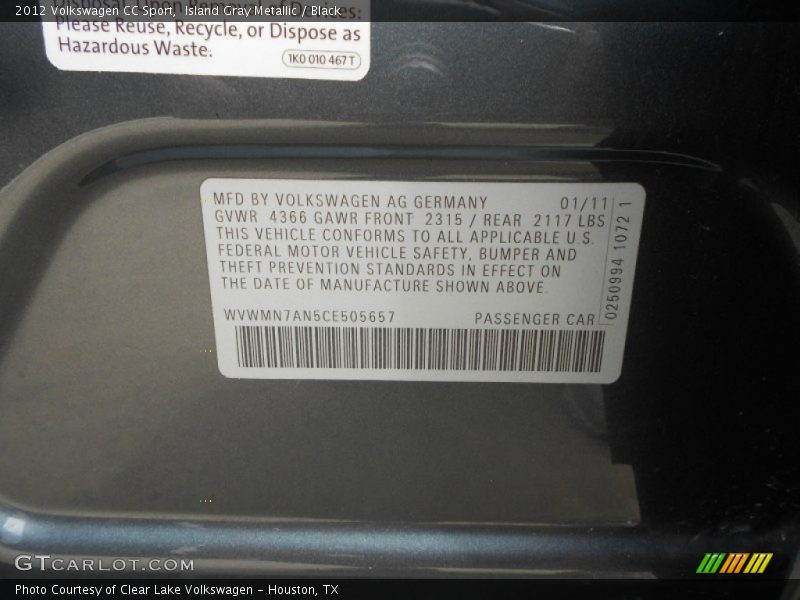 2012 Volkswagen CC Sport, Island Gray Metallic / Black
Please Reuse, Recycle, or Dispose as
Hazardous Waste.
1K0 010 467 T
MFD BY VOLKSWAGEN AG GERMANY 01/11
GVWR 4366 GAWR FRONT 2315 / REAR 2117 LBS
THIS VEHICLE CONFORMS TO ALL APPLICABLE U.S.
FEDERAL MOTOR VEHICLE SAFETY, BUMPER AND
THEFT PREVENTION STANDARDS IN EFFECT ON
THE DATE OF MANUFACTURE SHOWN ABOVE.
WVWMN7AN5CE505657 PASSENGER CAR
0250994 1072 1
GTCARLOT.COM
Photo Courtesy of Clear Lake Volkswagen - Houston, TX